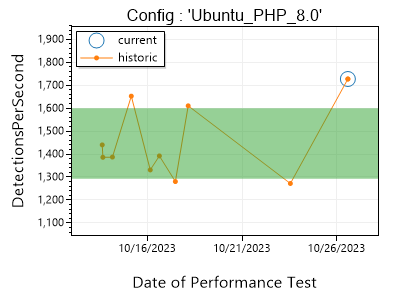 Config : 'Ubuntu_PHP_8.0'
current
historic
DetectionsPerSecond
1,900
1,800
1,700
1,600
1,500
1,400
1,300
1,200
1,100
10/16/2023 10/21/2023 10/26/2023
Date of Performance Test